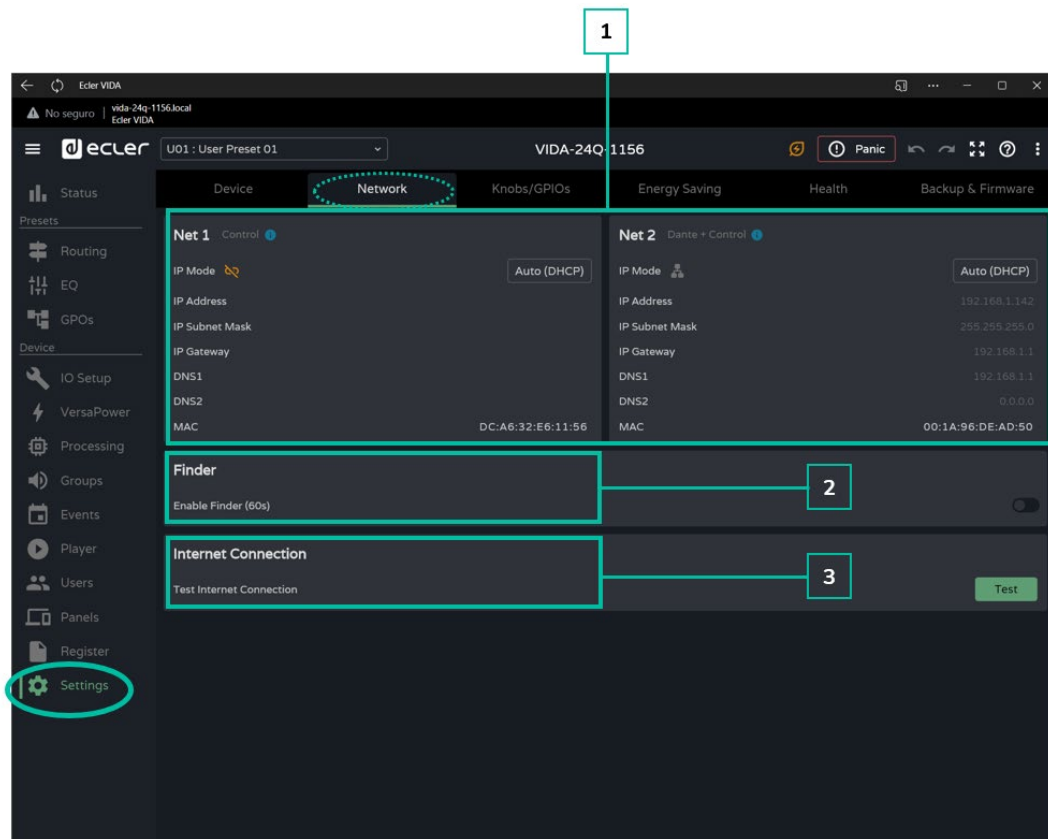 1
Ecler VIDA
No seguro | vida-24q-1156.local
Ecler VIDA
ecler U01 : User Preset 01 VIDA-24Q-1156 Panic
Device Network Knobs/GPIOs Energy Saving Health Backup & Firmware
Status
Presets
Routing
EQ
GPOs
Device
IO Setup
VersaPower
Processing
Groups
Events
Player
Users
Panels
Register
Settings
Net 1 Control
IP Mode Auto (DHCP)
IP Address
IP Subnet Mask
IP Gateway
DNS1
DNS2
MAC DC:A6:32:E6:11:56
Net 2 Dante + Control
IP Mode Auto (DHCP)
IP Address 192.168.1.142
IP Subnet Mask 255.255.255.0
IP Gateway 192.168.1.1
DNS1 192.168.1.1
DNS2 0.0.0.0
MAC 00:1A:96:DE:AD:50
Finder
Enable Finder (60s)
2
Internet Connection
Test Internet Connection
3
Test